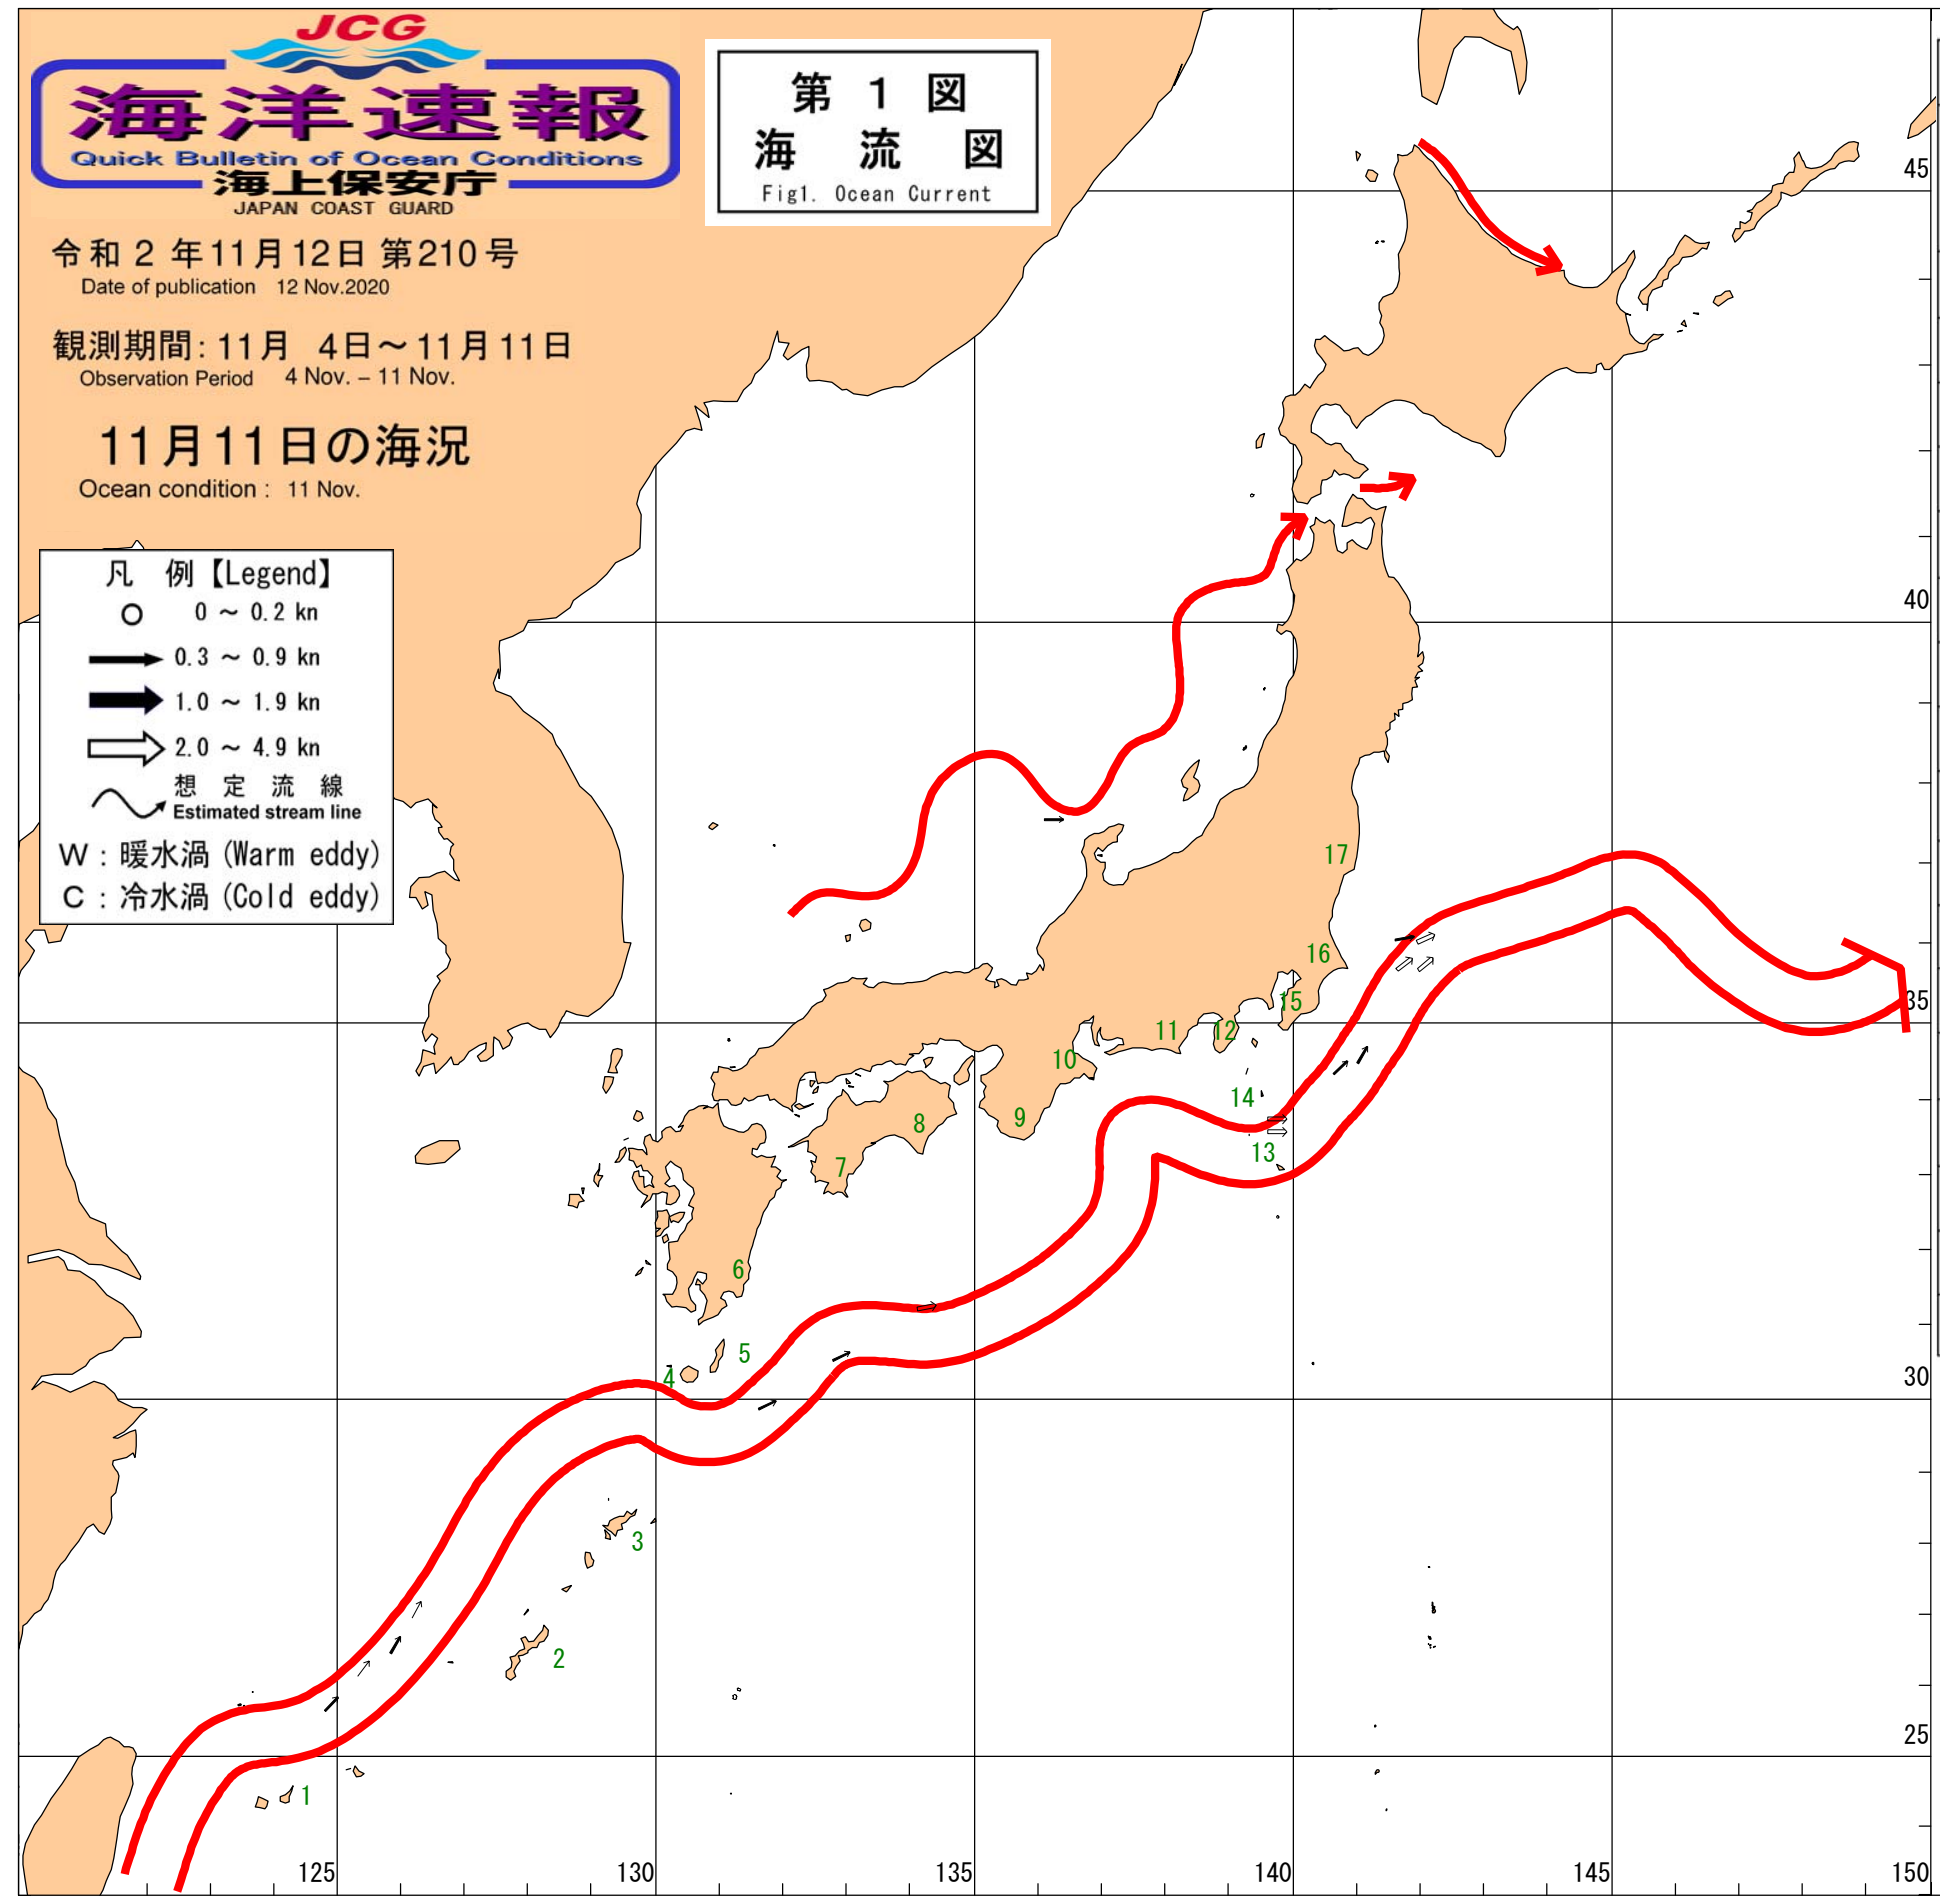 JCG
海洋速報
Quick Bulletin of Ocean Conditions
海上保安庁
JAPAN COAST GUARD
第 1 図
海 流 図
Fig1. Ocean Current
令和 2 年11月12日 第210号
Date of publication 12 Nov.2020
観測期間: 11月 4日～11月11日
Observation Period 4 Nov. – 11 Nov.
11月11日の海況
Ocean condition : 11 Nov.
凡 例【Legend】
0 ～ 0.2 kn
0.3 ～ 0.9 kn
1.0 ～ 1.9 kn
2.0 ～ 4.9 kn
想 定 流 線
Estimated stream line
W : 暖水渦 (Warm eddy)
C : 冷水渦 (Cold eddy)
45
40
35
30
25
17
16
15
14
13
12
11
10
9
8
7
6
5
4
3
2
1
125
130
135
140
145
150